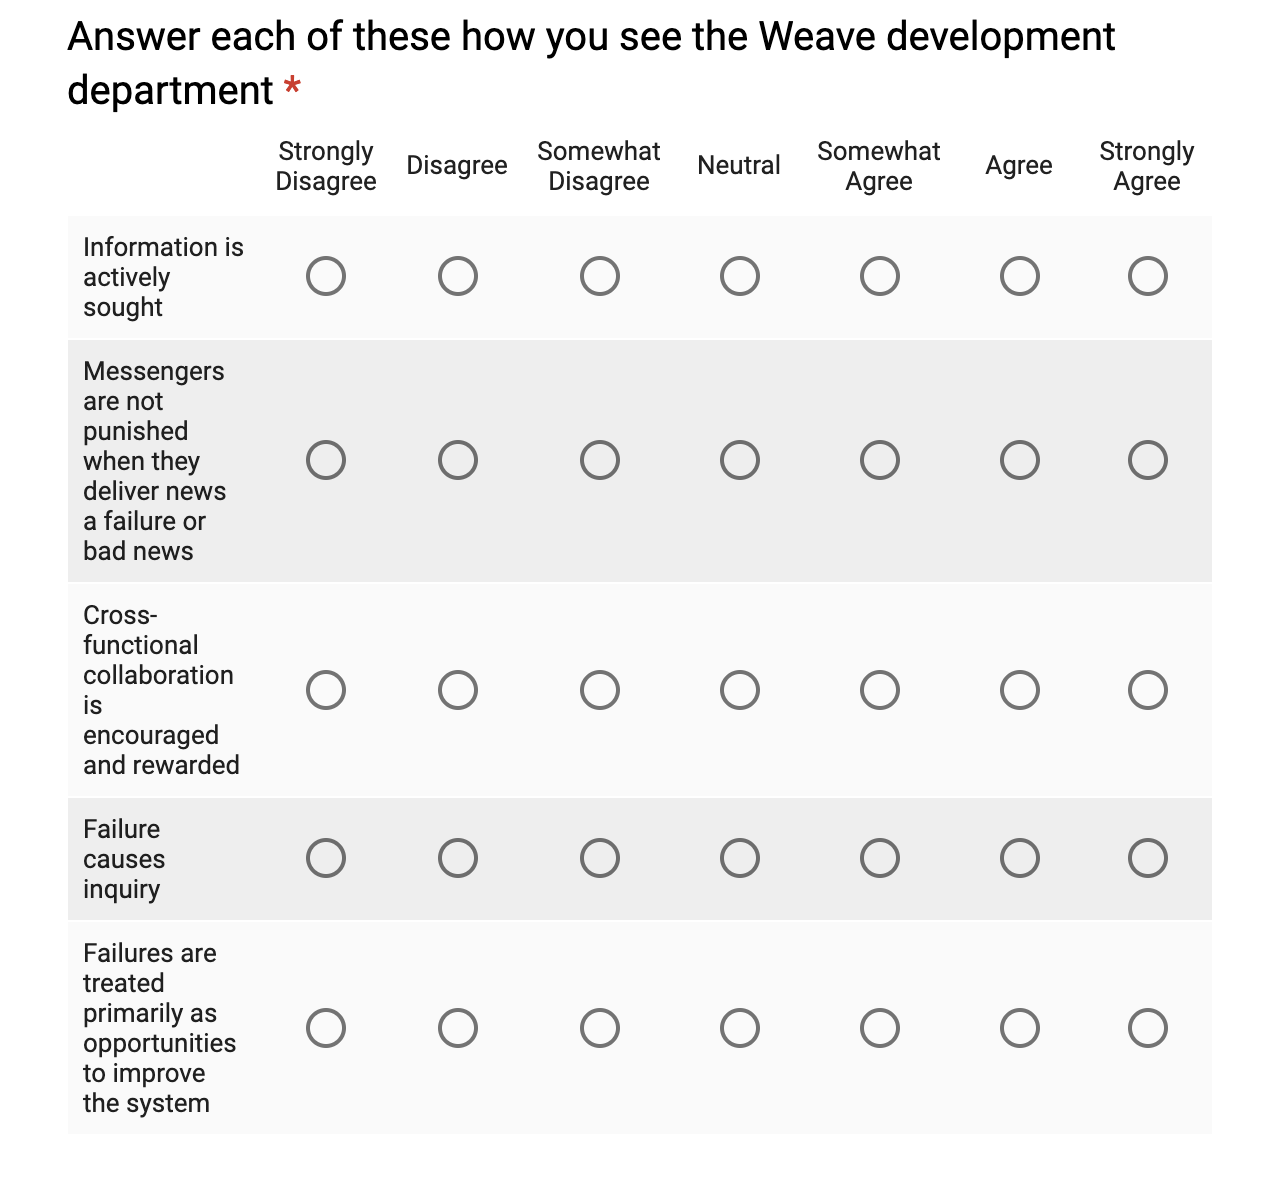 Answer each of these how you see the Weave development
department *
Strongly
Disagree
Disagree
Somewhat
Disagree
Neutral
Somewhat
Agree
Agree
Strongly
Agree
Information is
actively
sought
Messengers
are not
punished
when they
deliver news
a failure or
bad news
Cross-
functional
collaboration
is
encouraged
and rewarded
Failure
causes
inquiry
Failures are
treated
primarily as
opportunities
to improve
the system